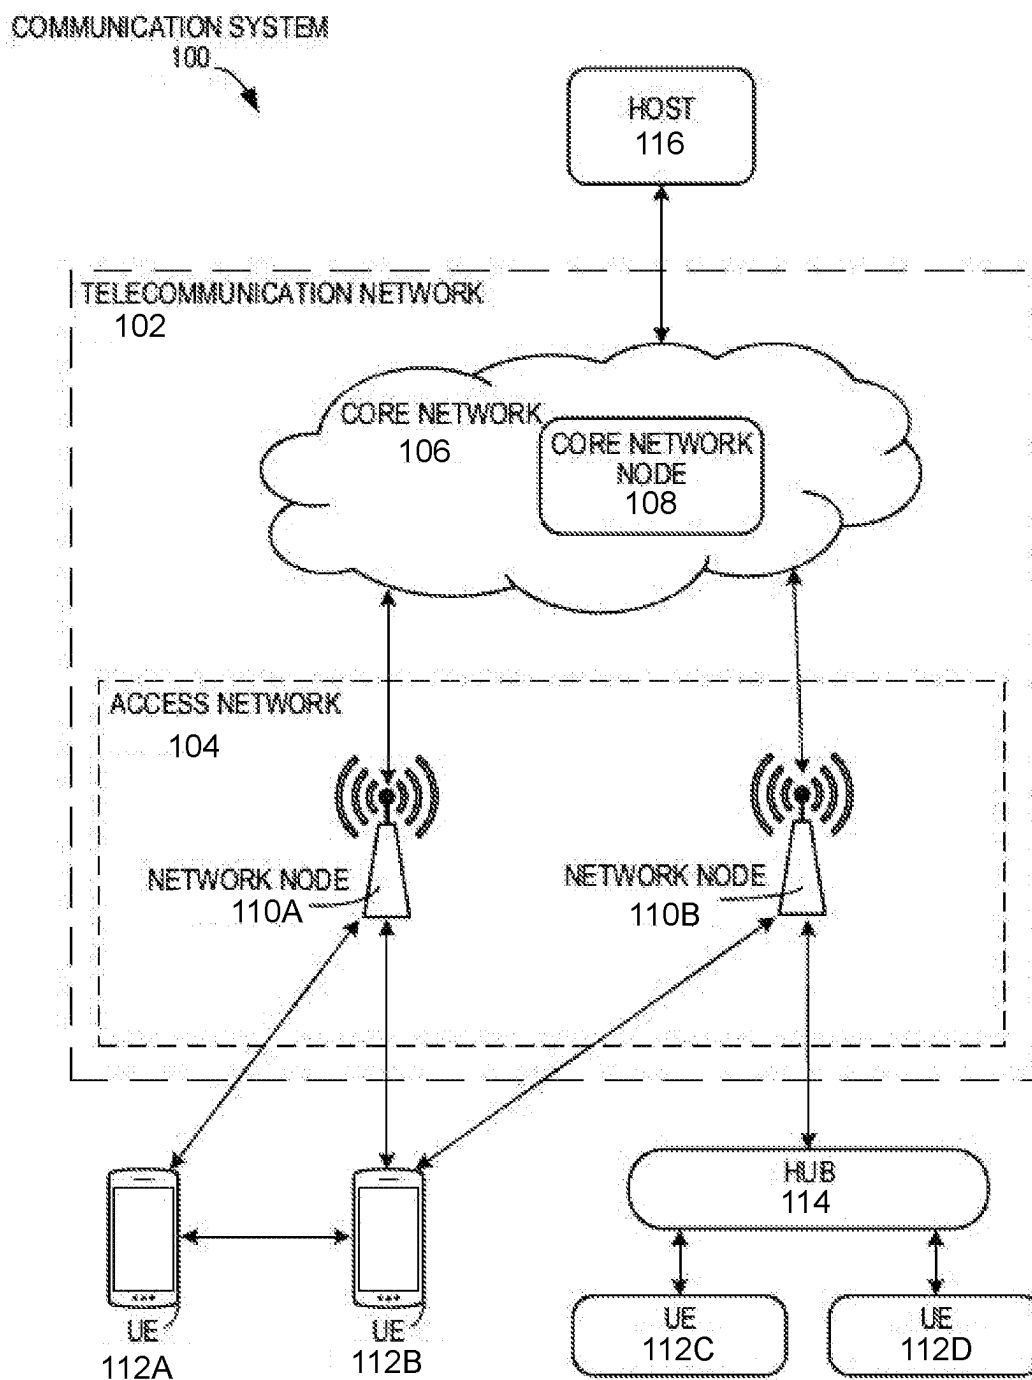 COMMUNICATION SYSTEM
100
HOST
116
TELECOMMUNICATION NETWORK
102
CORE NETWORK
106
CORE NETWORK
NODE
108
ACCESS NETWORK
104
NETWORK NODE
110A
NETWORK NODE
110B
HUB
114
UE
112A
UE
112B
UE
112C
UE
112D